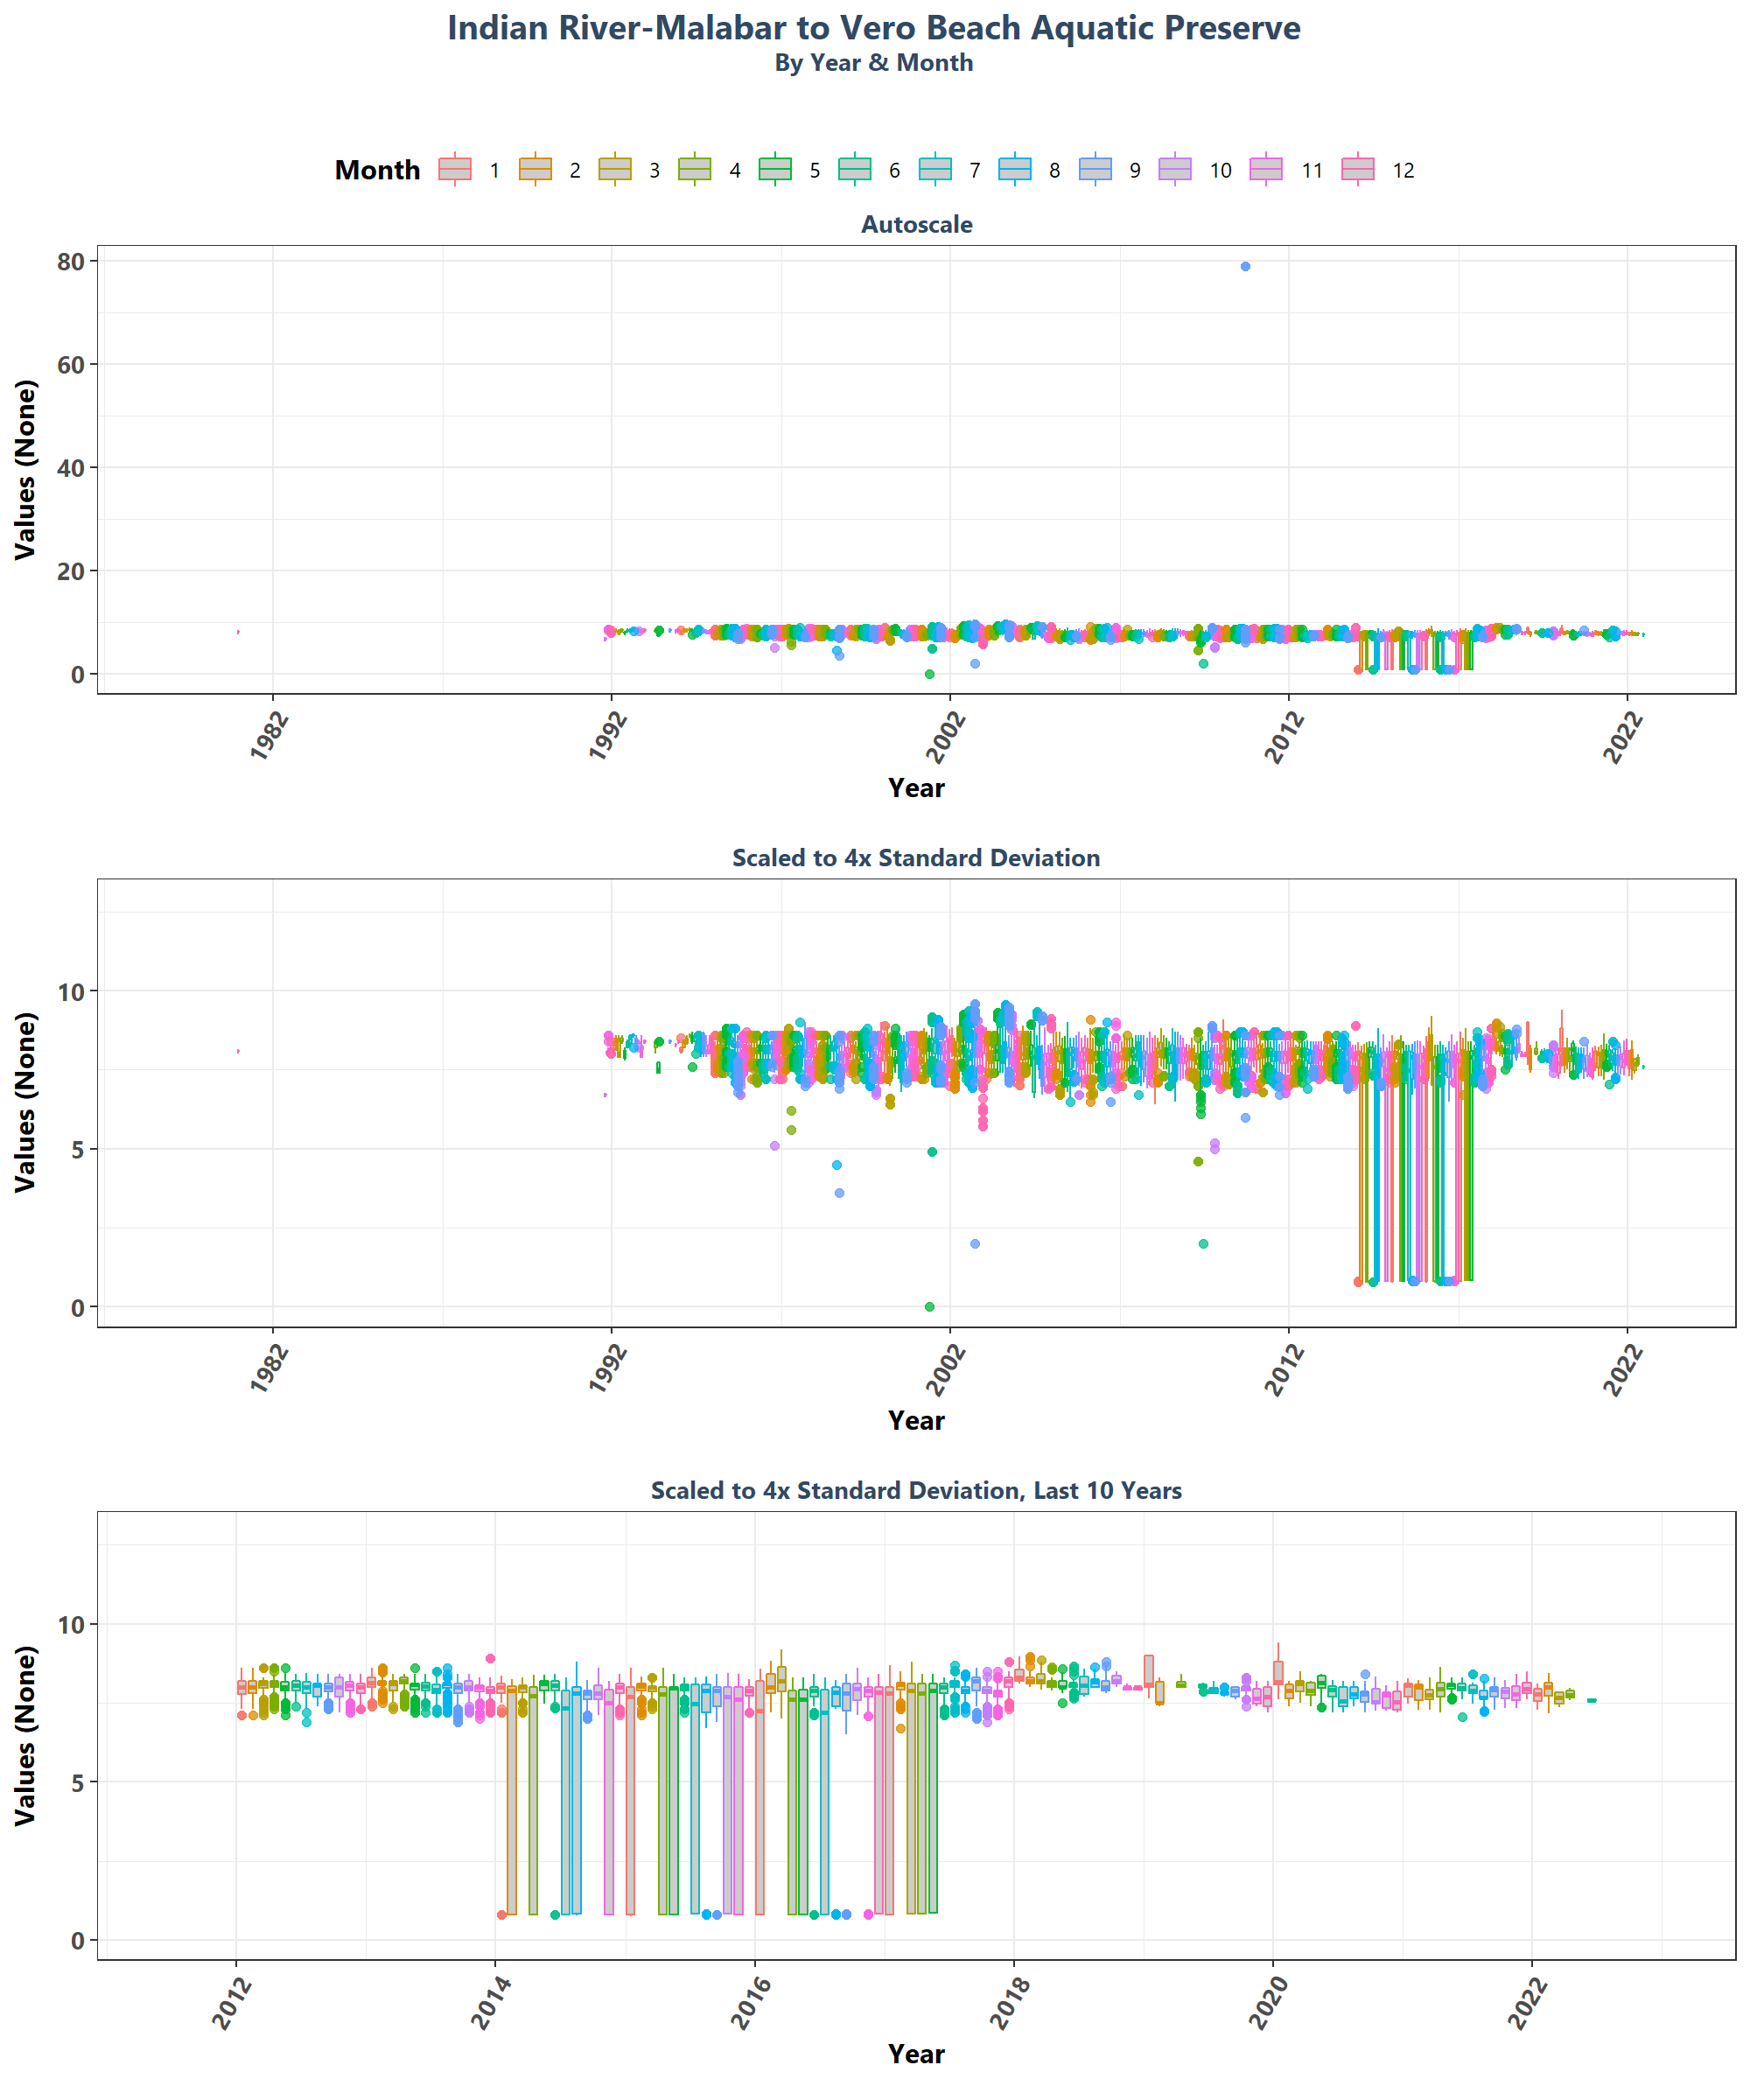 Indian River-Malabar to Vero Beach Aquatic Preserve
By Year & Month
Month 1 2 3 4 5 6 7 8 9 10 11 12
Autoscale
80
60
40
20
0
Values (None)
1982 1992 2002 2012 2022
Year
Scaled to 4x Standard Deviation
10
5
0
Values (None)
1982 1992 2002 2012 2022
Year
Scaled to 4x Standard Deviation, Last 10 Years
10
5
0
Values (None)
2012 2014 2016 2018 2020 2022
Year